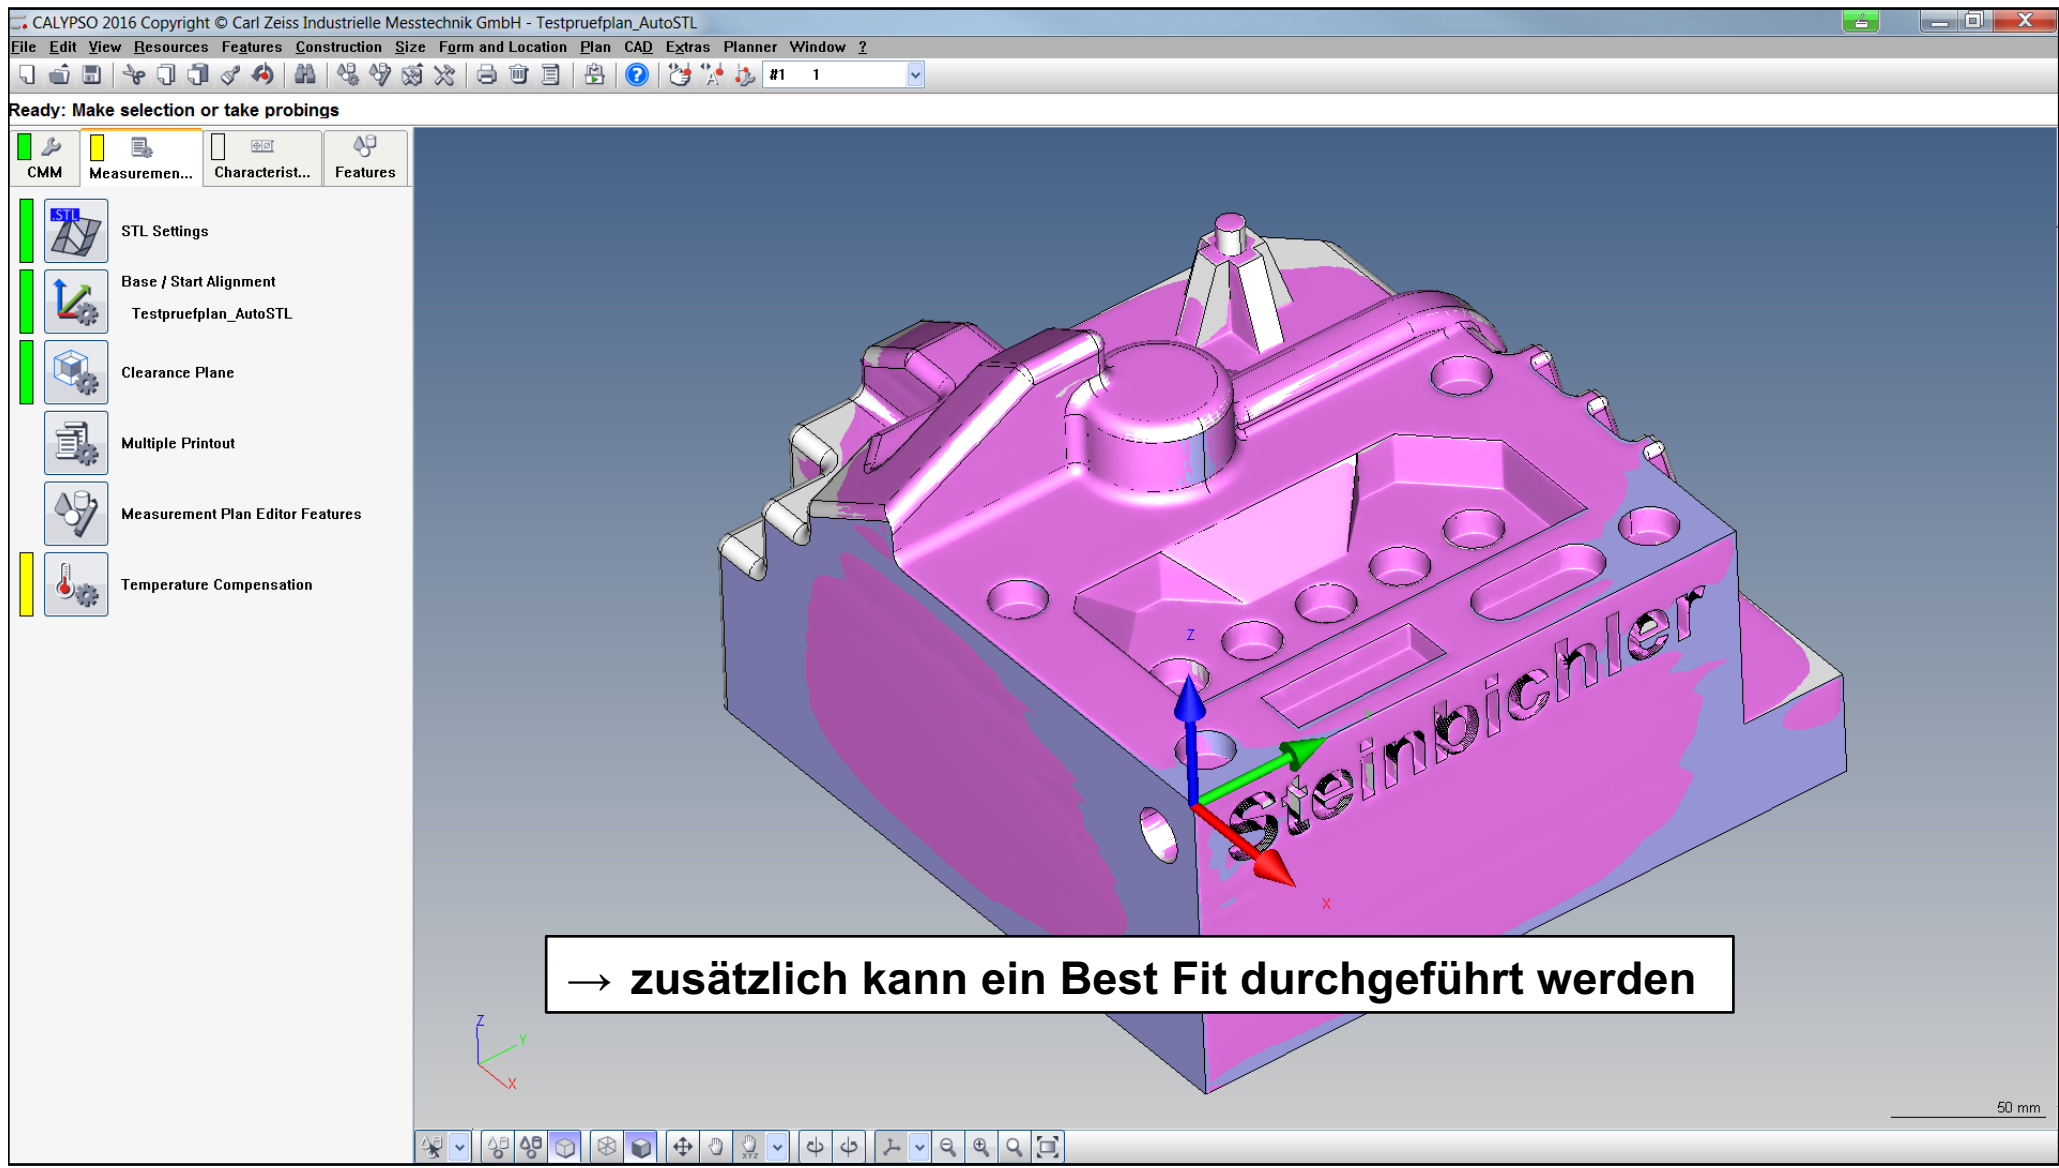 CALYPSO 2016 Copyright © Carl Zeiss Industrielle Messtechnik GmbH - Testpruefplan_AutoSTL
File Edit View Resources Features Construction Size Form and Location Plan CAD Extras Planner Window ?
#1 1
Ready: Make selection or take probings
CMM Measuremen... Characterist... Features
.STL
STL Settings
Base / Start Alignment
Testpruefplan_AutoSTL
Clearance Plane
Multiple Printout
Measurement Plan Editor Features
Temperature Compensation
Steinbichler
Z
Y
X
→ zusätzlich kann ein Best Fit durchgeführt werden
Z
Y
X
50 mm
XYZ